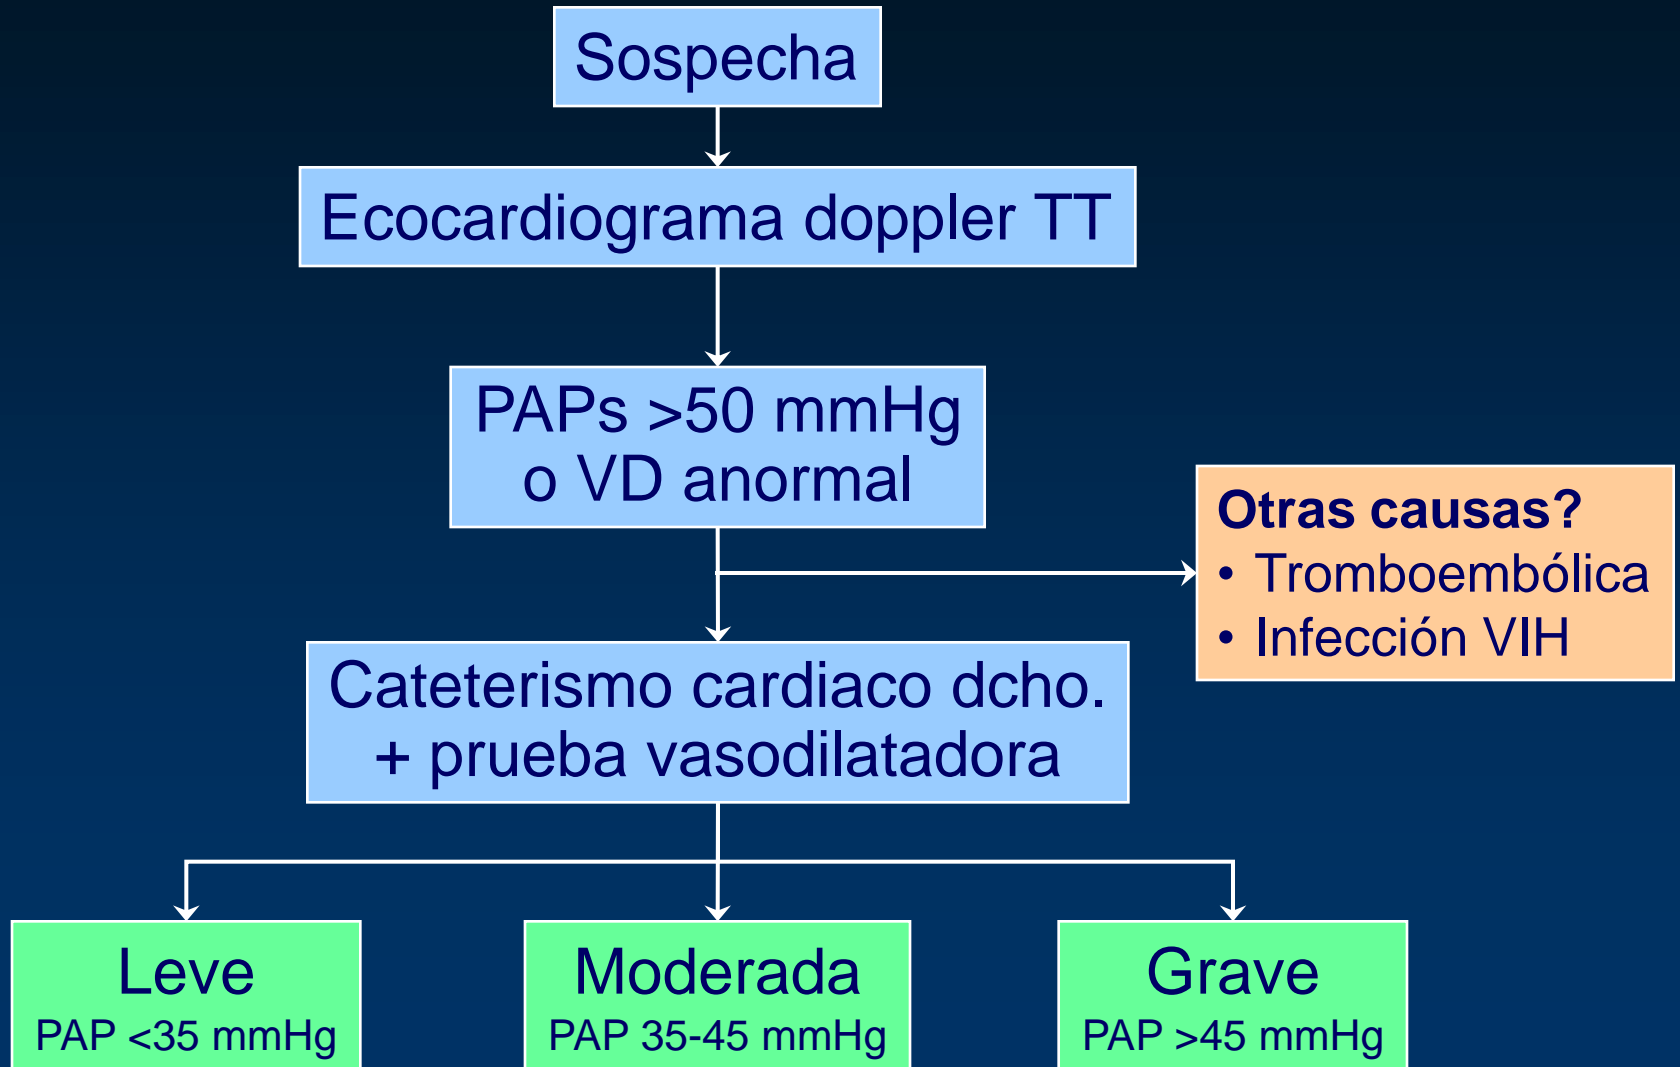 Sospecha
Ecocardiograma doppler TT
PAPs >50 mmHg
o VD anormal
Otras causas?
• Tromboembólica
• Infección VIH
Cateterismo cardiaco dcho.
+ prueba vasodilatadora
Leve
PAP <35 mmHg
Moderada
PAP 35-45 mmHg
Grave
PAP >45 mmHg